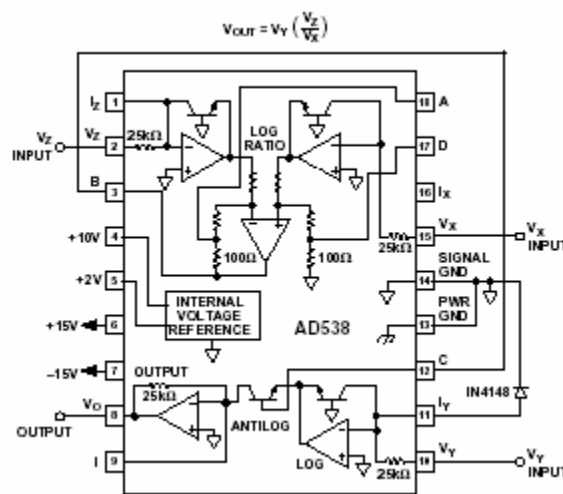 VOUT = VY (VZ/VX)
IZ 1
VZ INPUT VZ 2 25kΩ
B 3
+10V 4
+2V 5
+15V 6
–15V 7
OUTPUT VO 8
I 9
LOG RATIO
100Ω 100Ω
INTERNAL VOLTAGE REFERENCE
AD538
OUTPUT 25kΩ
ANTILOG
LOG
25kΩ
25kΩ
18 A
17 D
16 IX
15 VX VX INPUT
SIGNAL GND
14
PWR GND
13
12 C
IN4148
11 IY
10 VY VY INPUT